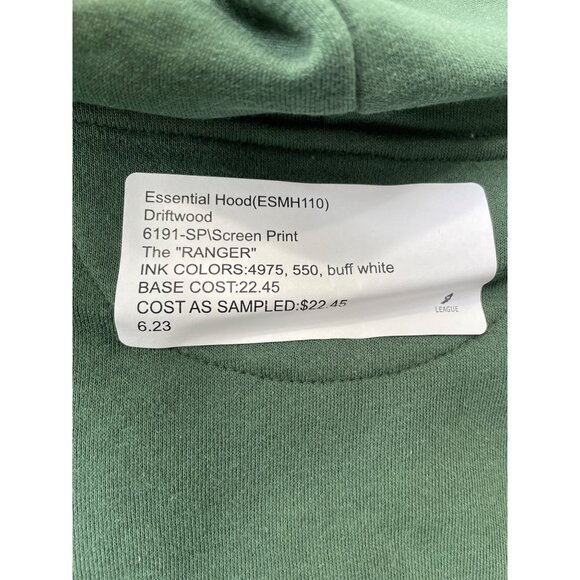 Essential Hood(ESMH110)
Driftwood
6191-SP\Screen Print
The "RANGER"
INK COLORS:4975, 550, buff white
BASE COST:22.45
COST AS SAMPLED:$22.45
6.23
LEAGUE